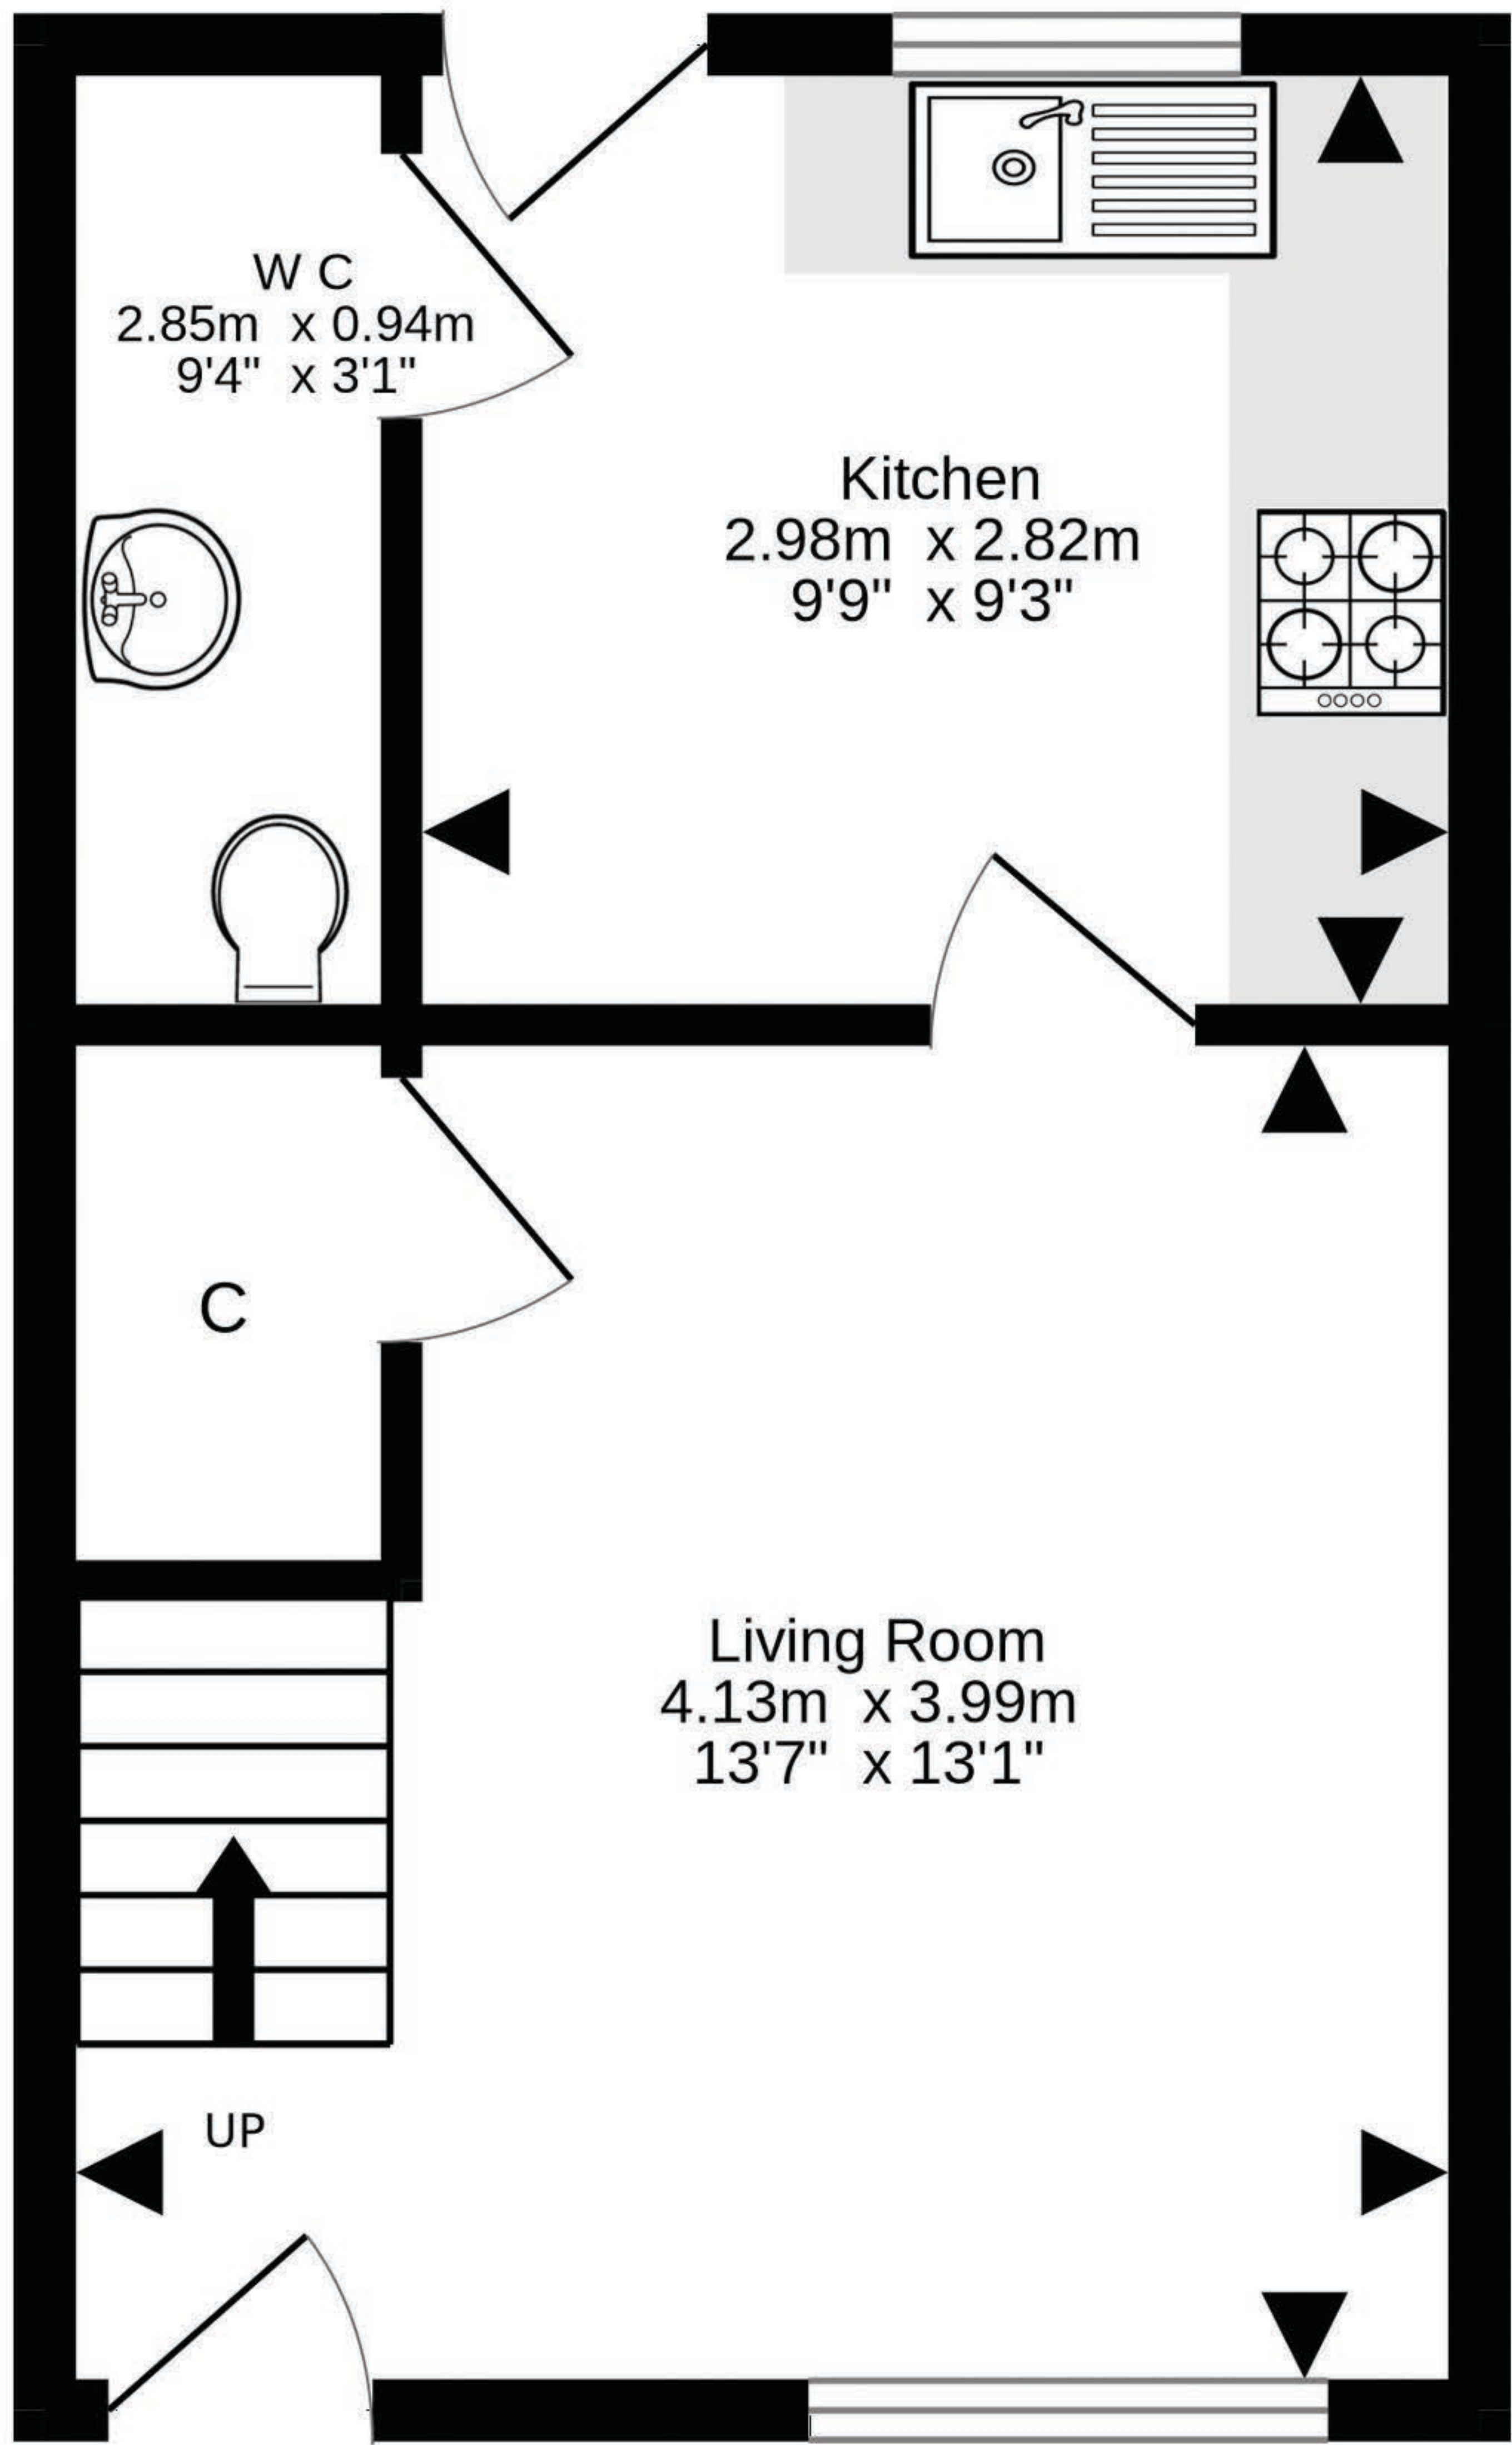 W C
2.85m x 0.94m
9'4" x 3'1"
Kitchen
2.98m x 2.82m
9'9" x 9'3"
C
Living Room
4.13m x 3.99m
13'7" x 13'1"
UP